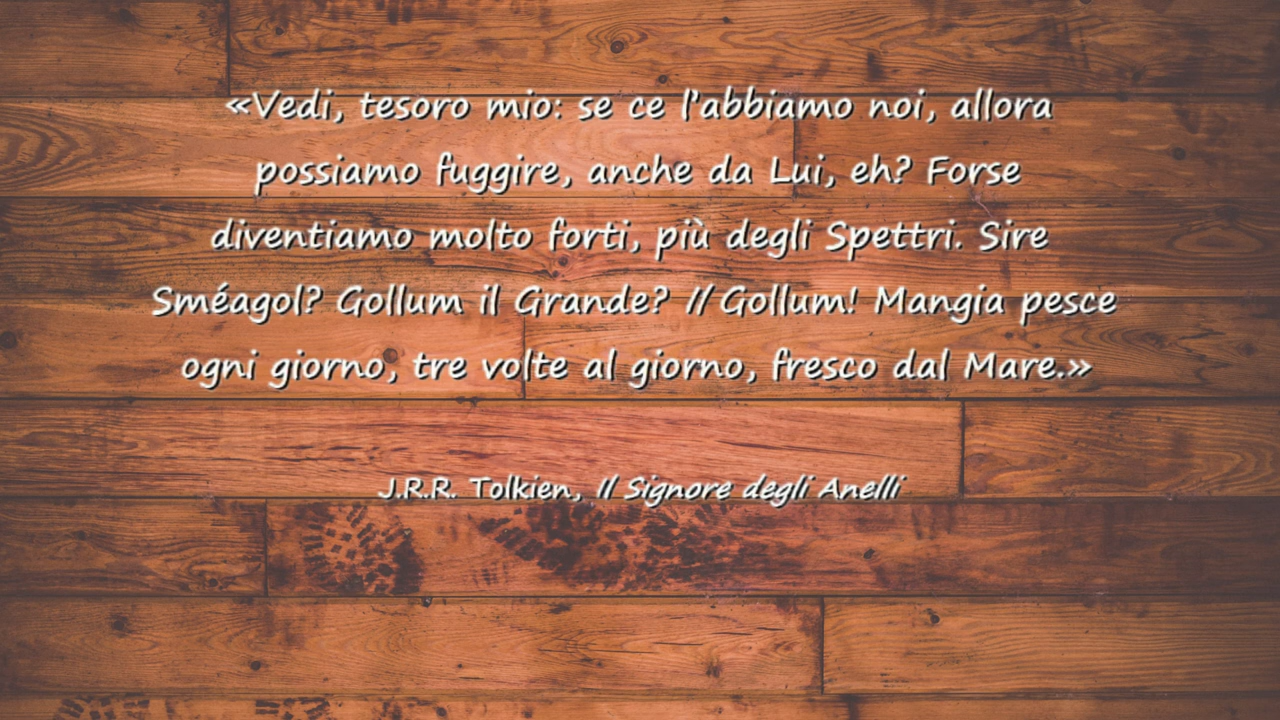 «Vedi, tesoro mio: se ce l'abbiamo noi, allora
possiamo fuggire, anche da Lui, eh? Forse
diventiamo molto forti, più degli Spettri. Sire
Sméagol? Gollum il Grande? Il Gollum! Mangia pesce
ogni giorno, tre volte al giorno, fresco dal Mare.»
J.R.R. Tolkien, Il Signore degli Anelli